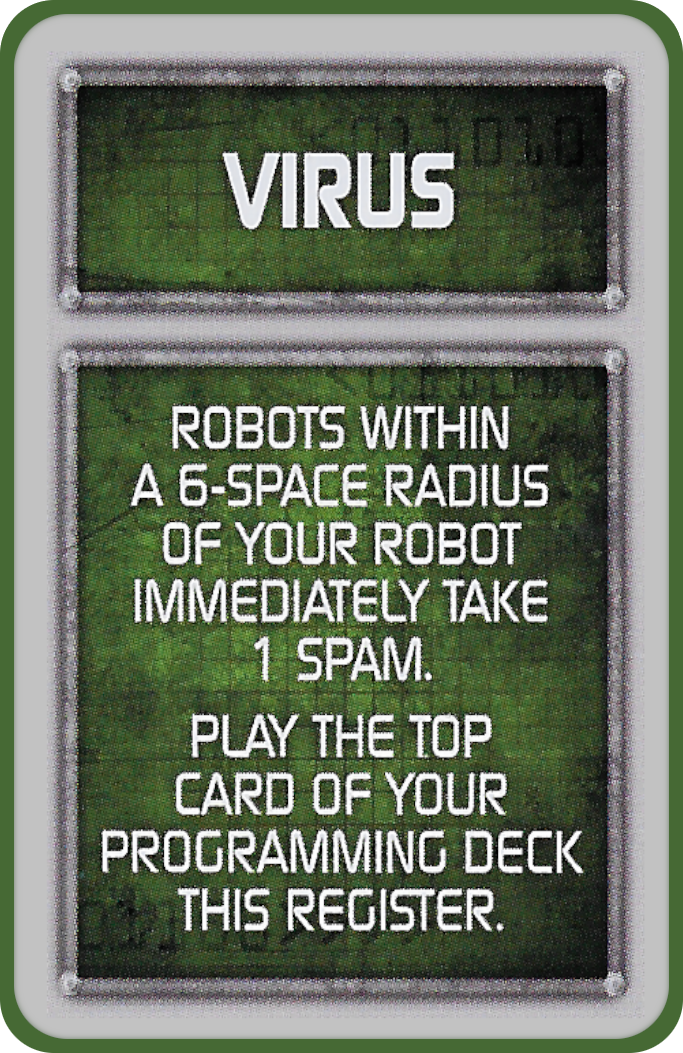 VIRUS
ROBOTS WITHIN
A 6-SPACE RADIUS
OF YOUR ROBOT
IMMEDIATELY TAKE
1 SPAM.
PLAY THE TOP
CARD OF YOUR
PROGRAMMING DECK
THIS REGISTER.